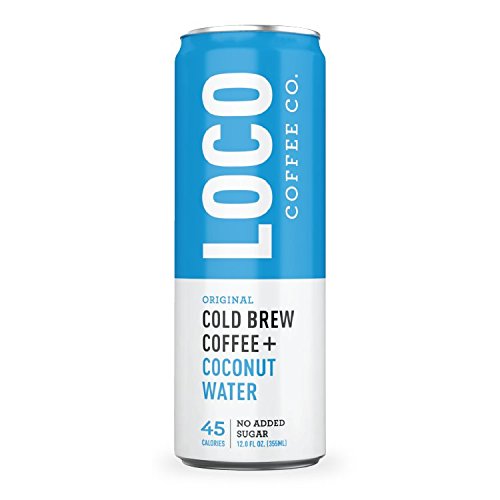 LOCO
COFFEE CO.
ORIGINAL
COLD BREW
COFFEE +
COCONUT
WATER
45
CALORIES
NO ADDED
SUGAR
12.0 FL OZ. (355ML)